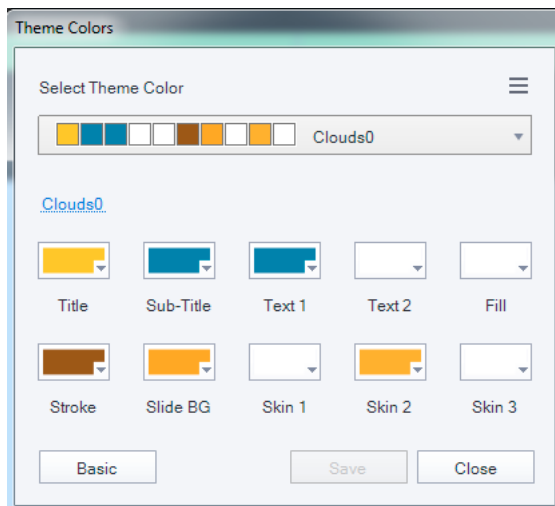 Theme Colors
Select Theme Color
Clouds0
Clouds0
Title Sub-Title Text 1 Text 2 Fill
Stroke Slide BG Skin 1 Skin 2 Skin 3
Basic Save Close